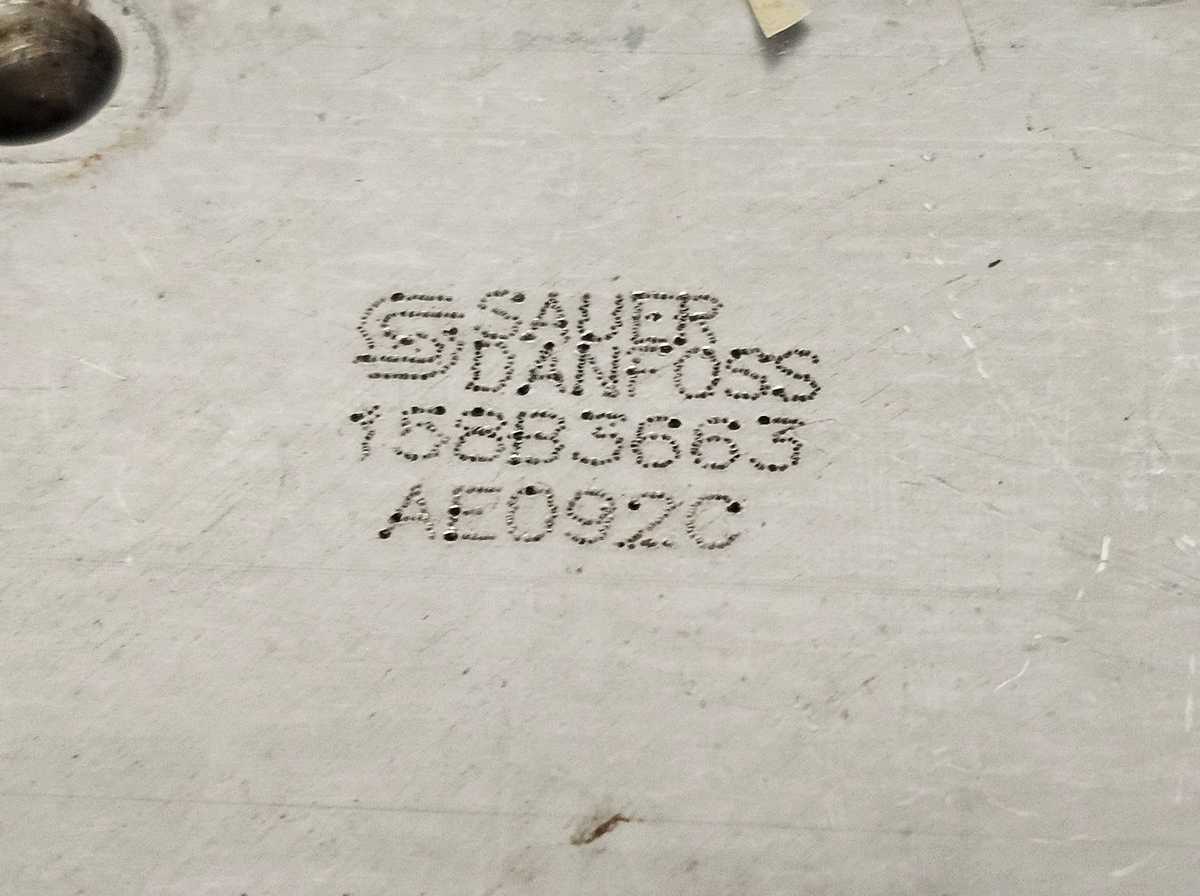 SAUER
DANFOSS
158B3663
AE092C